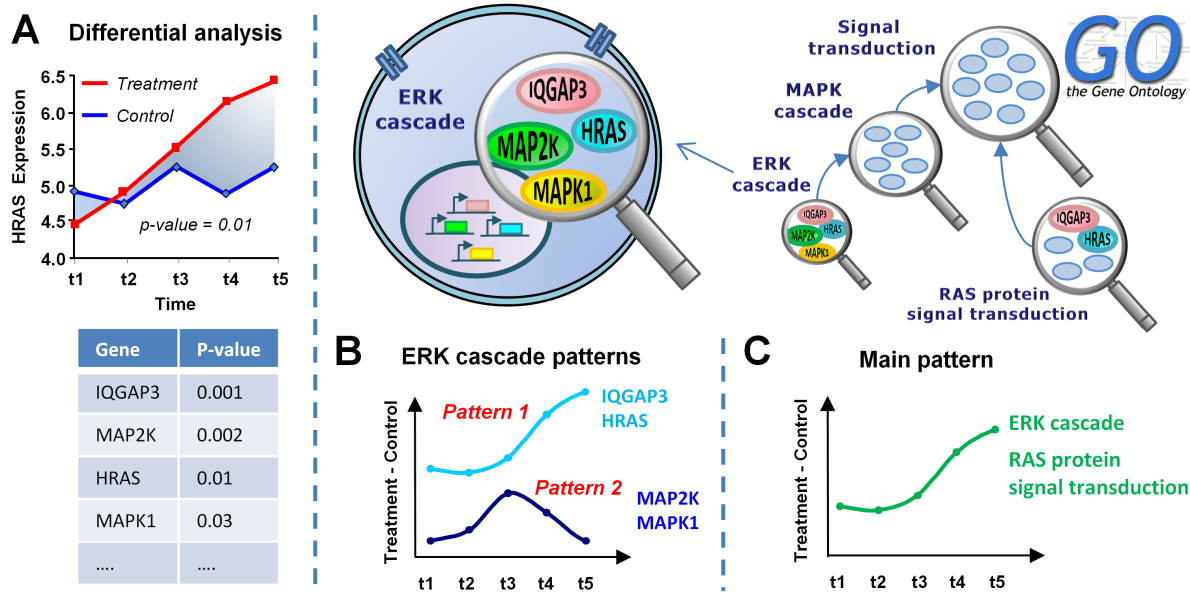 A
Differential analysis
HRAS Expression
6.5
6.0
5.5
5.0
4.5
4.0
Treatment
Control
p-value = 0.01
t1 t2 t3 t4 t5
Time
Gene P-value
IQGAP3 0.001
MAP2K 0.002
HRAS 0.01
MAPK1 0.03
.... ....
ERK
cascade
IQGAP3
HRAS
MAP2K
MAPK1
Signal
transduction
MAPK
cascade
ERK
cascade
IQGAP3
HRAS
MAP2K
MAPK1
IQGAP3
HRAS
RAS protein
signal transduction
GO
the Gene Ontology
B
ERK cascade patterns
Treatment - Control
Pattern 1
IQGAP3
HRAS
Pattern 2
MAP2K
MAPK1
t1 t2 t3 t4 t5
C
Main pattern
Treatment - Control
ERK cascade
RAS protein
signal transduction
t1 t2 t3 t4 t5